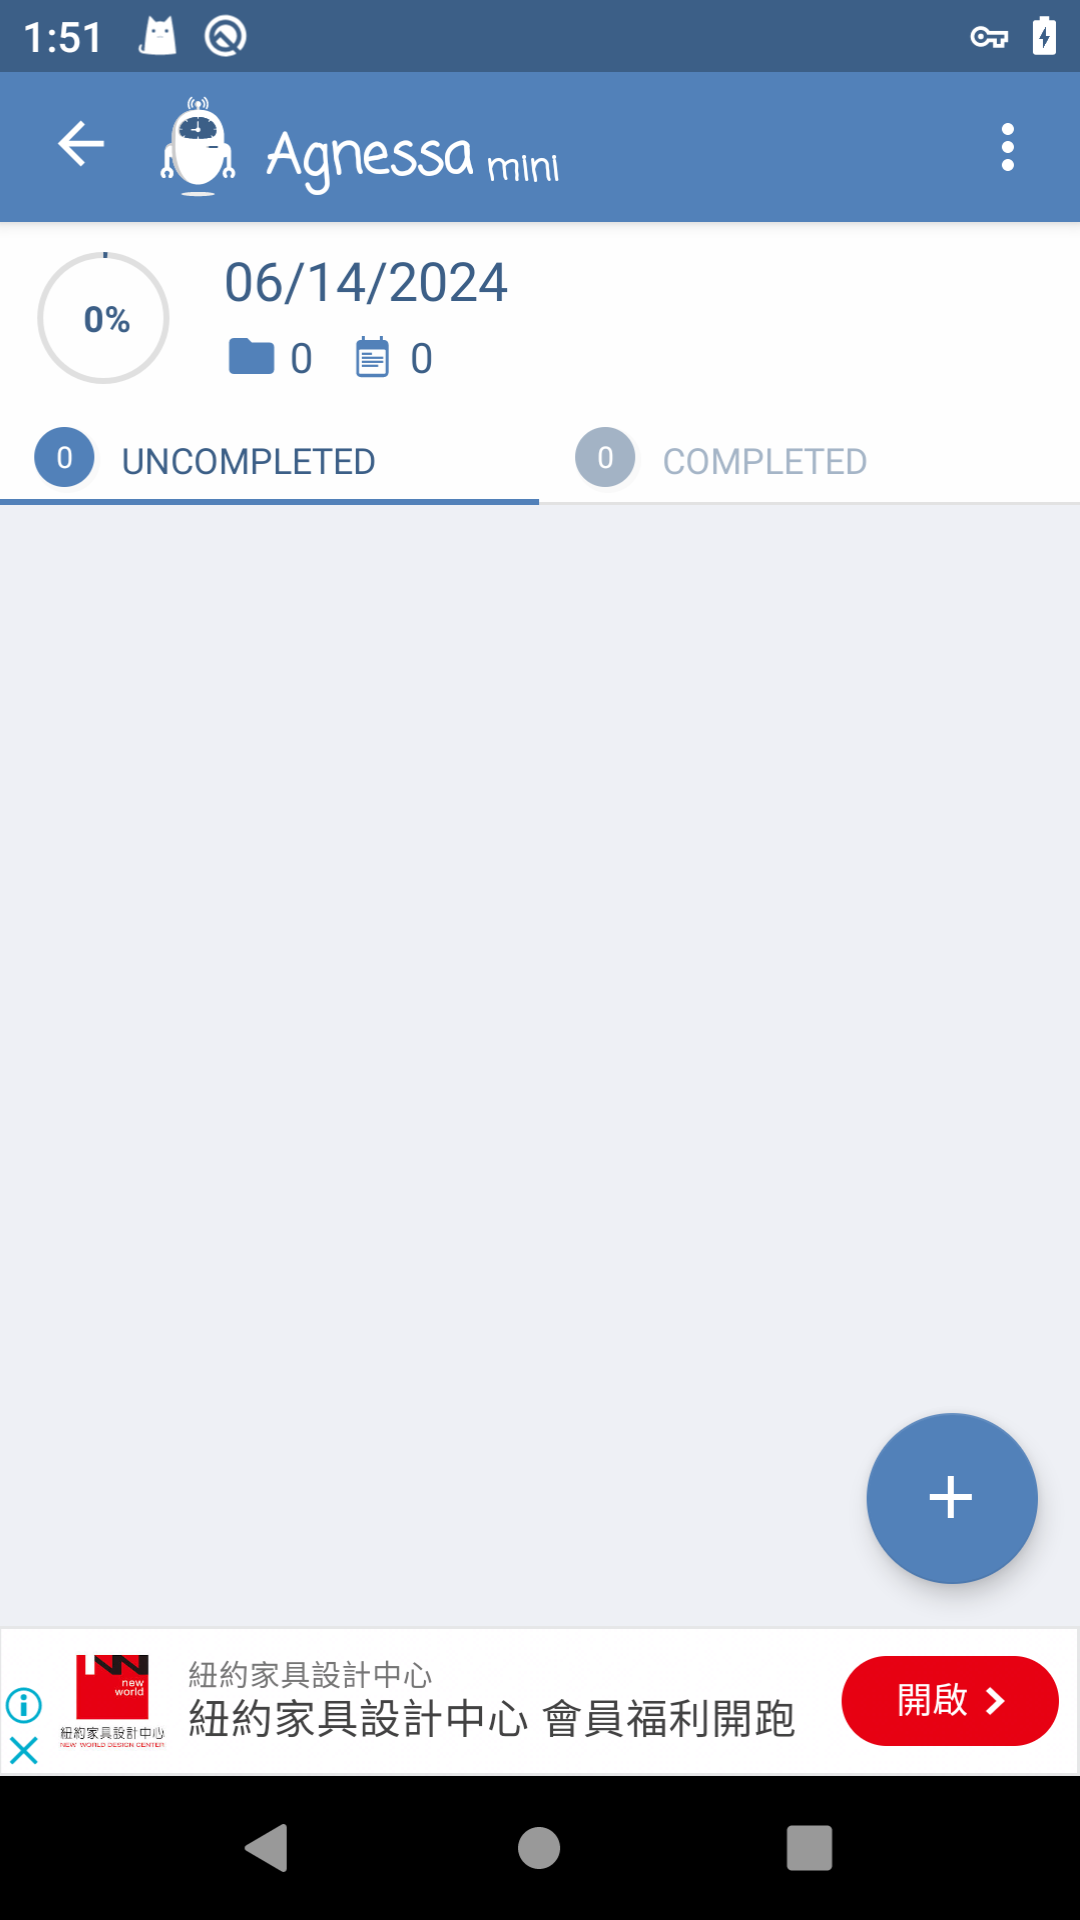 1:51
Agnessa mini
0%
06/14/2024
0 0
0 UNCOMPLETED
0 COMPLETED
new
world
紐約家具設計中心
NEW WORLD DESIGN CENTER
紐約家具設計中心
紐約家具設計中心 會員福利開跑
開啟